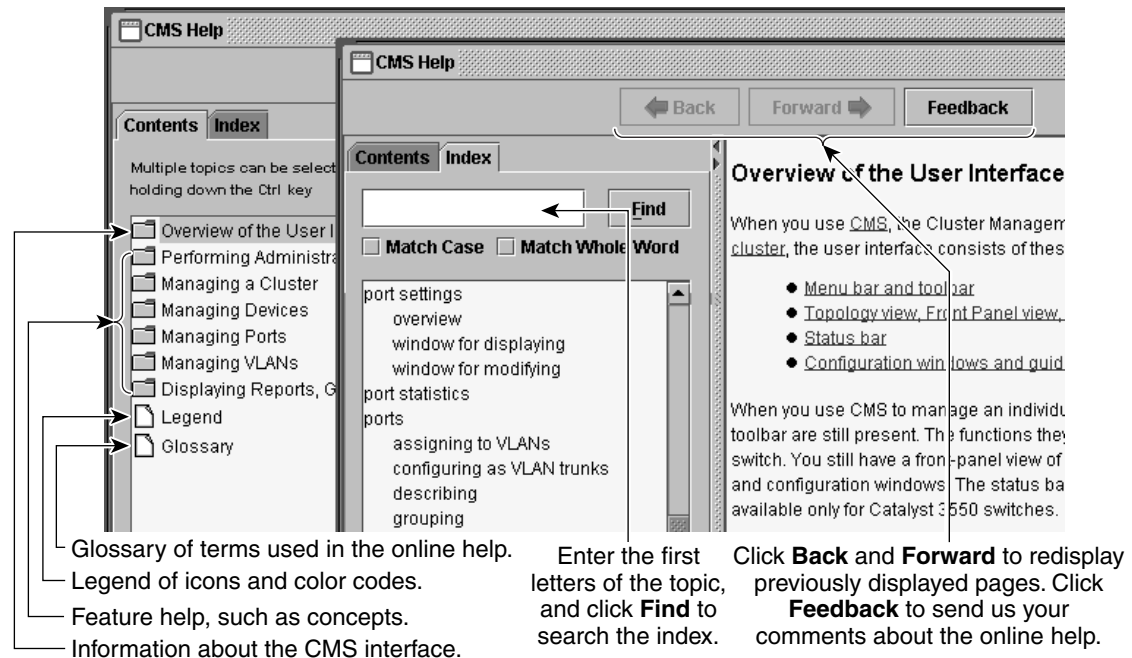 CMS Help
Contents Index
Multiple topics can be select
holding down the Ctrl key
Overview of the User I
Performing Administra
Managing a Cluster
Managing Devices
Managing Ports
Managing VLANs
Displaying Reports, G
Legend
Glossary
CMS Help
Back Forward Feedback
Contents Index
Find
Match Case Match Whole Word
port settings
overview
window for displaying
window for modifying
port statistics
ports
assigning to VLANs
configuring as VLAN trunks
describing
grouping
Overview of the User Interface
When you use CMS, the Cluster Managem
cluster, the user interface consists of thes
Menu bar and toolbar
Topology view, Front Panel view,
Status bar
Configuration windows and guid
When you use CMS to manage an individu
toolbar are still present. The functions they
switch. You still have a front-panel view of
and configuration windows. The status ba
available only for Catalyst 3550 switches.
Glossary of terms used in the online help.
Legend of icons and color codes.
Feature help, such as concepts.
Information about the CMS interface.
Enter the first
letters of the topic,
and click Find to
search the index.
Click Back and Forward to redisplay
previously displayed pages. Click
Feedback to send us your
comments about the online help.